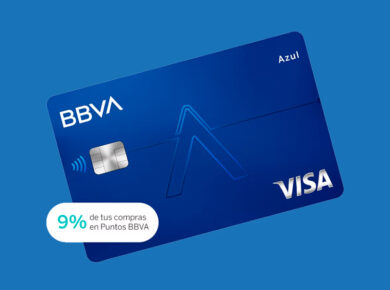 Azul
BBVA
VISA
9% de tus compras
en Puntos BBVA